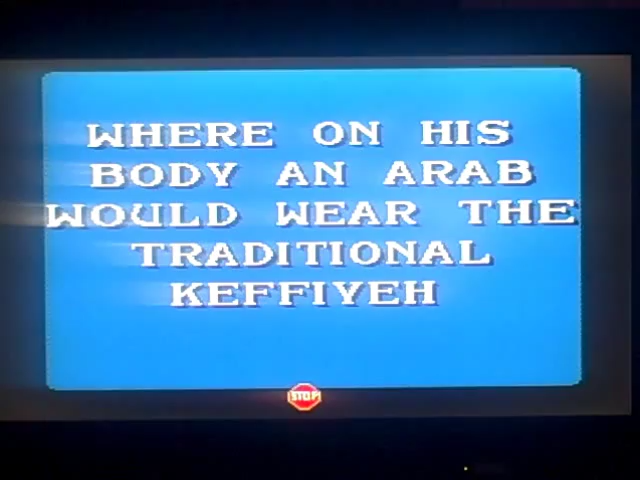 WHERE ON HIS
BODY AN ARAB
WOULD WEAR THE
TRADITIONAL
KEFFIYEH
STOP